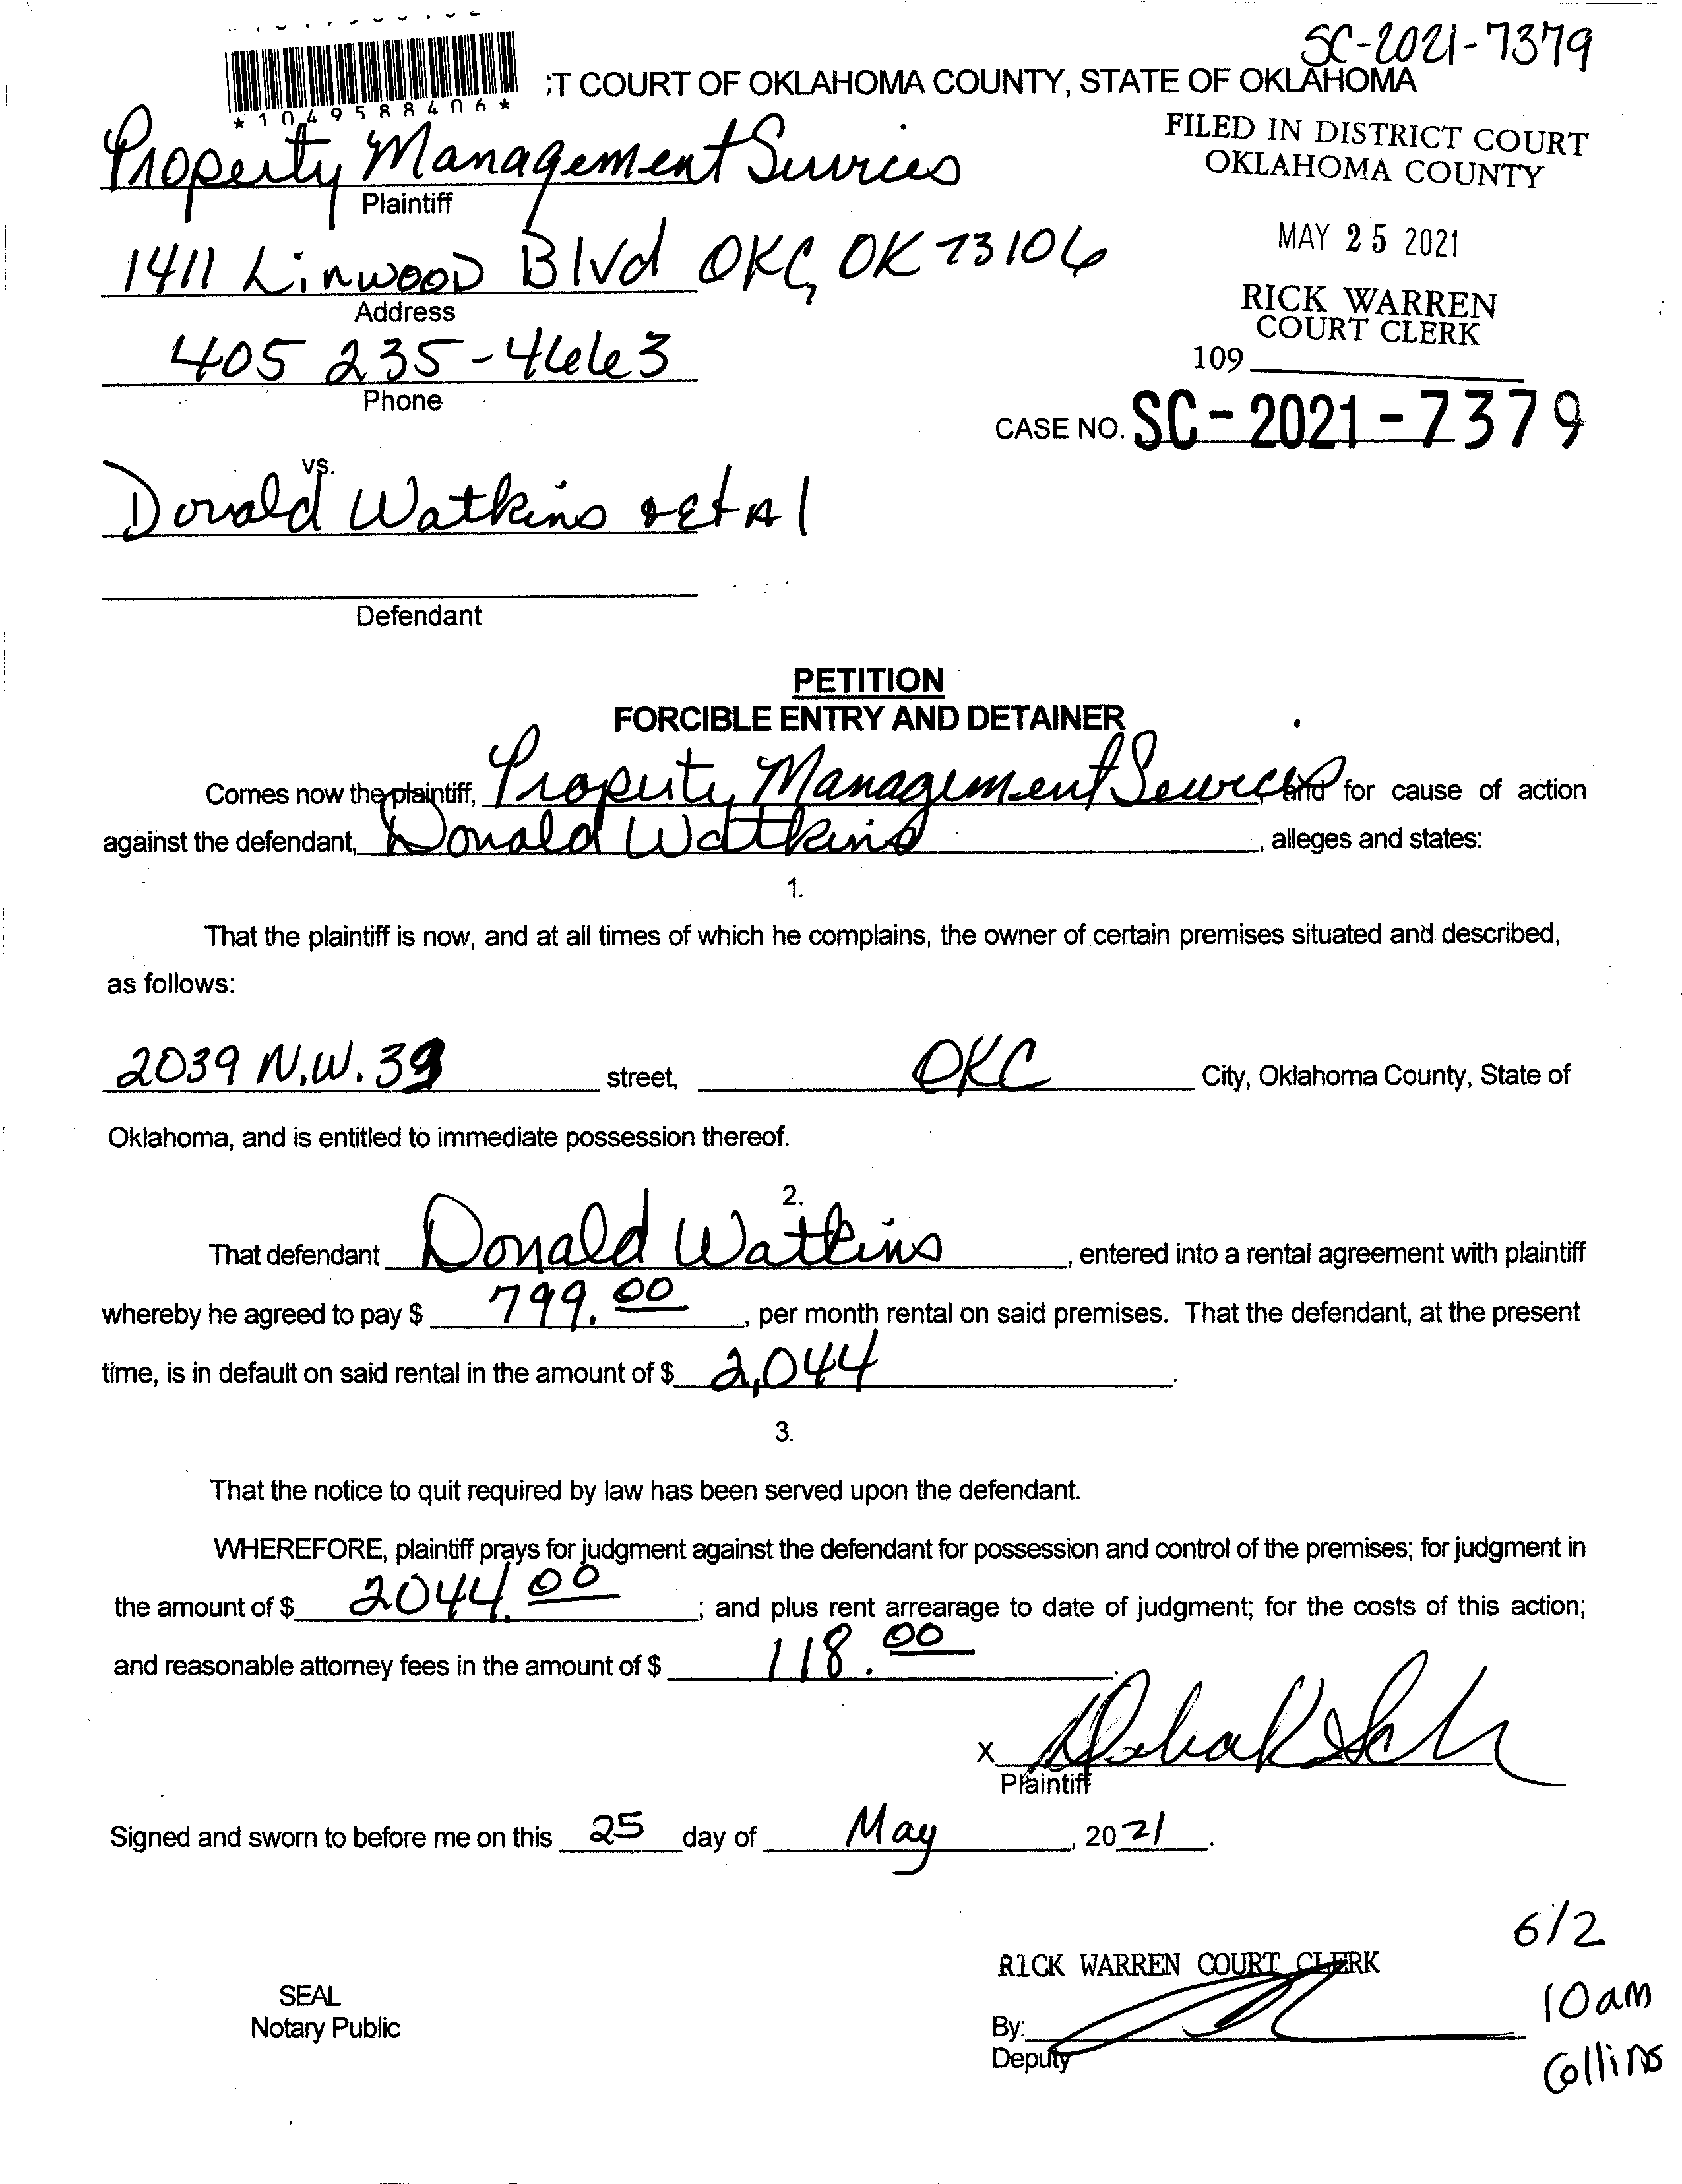 SC-2021-7379
T COURT OF OKLAHOMA COUNTY, STATE OF OKLAHOMA
*1049588406*
FILED IN DISTRICT COURT
OKLAHOMA COUNTY
Property Management Services
Plaintiff
MAY 25 2021
1411 Linwood Blvd OKC, OK 73106
Address
RICK WARREN
COURT CLERK
405 235-4663
109
Phone
CASE NO. SC-2021-7379
vs.
Donald Watkins et Al
Defendant
PETITION
FORCIBLE ENTRY AND DETAINER
Comes now the plaintiff, Property Management Services, and for cause of action
against the defendant, Donald Watkins, alleges and states:
1.
That the plaintiff is now, and at all times of which he complains, the owner of certain premises situated and described,
as follows:
2039 N.W. 39 street, OKC City, Oklahoma County, State of
Oklahoma, and is entitled to immediate possession thereof.
2.
That defendant Donald Watkins, entered into a rental agreement with plaintiff
whereby he agreed to pay $ 799.00, per month rental on said premises. That the defendant, at the present
time, is in default on said rental in the amount of $ 2,044.
3.
That the notice to quit required by law has been served upon the defendant.
WHEREFORE, plaintiff prays for judgment against the defendant for possession and control of the premises; for judgment in
the amount of $ 2044.00; and plus rent arrearage to date of judgment; for the costs of this action;
and reasonable attorney fees in the amount of $ 118.00.
X
Plaintiff
Signed and sworn to before me on this 25 day of May, 2021.
6/2
RICK WARREN COURT CLERK
SEAL
10am
Notary Public
By:
Deputy
Collins